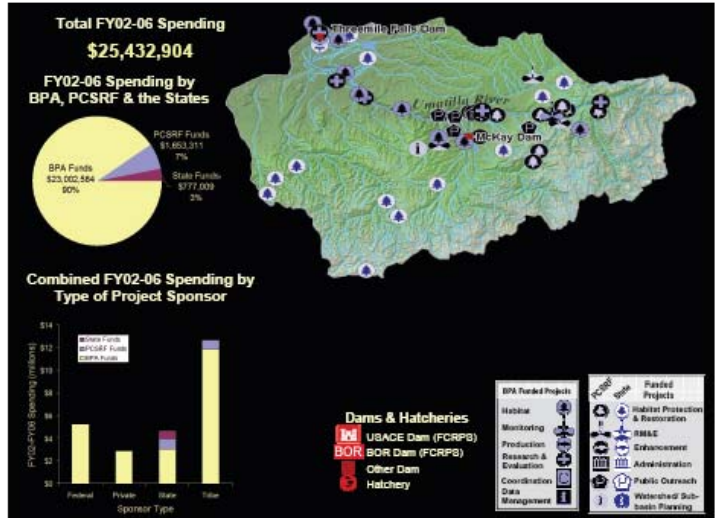 Total FY02-06 Spending
$25,432,904
FY02-06 Spending by
BPA, PCSRF & the States
PCSRF Funds
$1,653,311
7%
BPA Funds
$23,002,584
90%
State Funds
$777,009
3%
Threemile Falls Dam
Umatilla River
McKay Dam
Combined FY02-06 Spending by
Type of Project Sponsor
FY02-FY06 Spending (millions)
$14
$12
$10
$8
$6
$4
$2
$0
State Funds
PCSRF Funds
BPA Funds
Federal
Private
State
Tribe
Sponsor Type
Dams & Hatcheries
USACE Dam (FCRPS)
BOR
BOR Dam (FCRPS)
Other Dam
Hatchery
BPA Funded Projects
Habitat
Monitoring
Production
Research &
Evaluation
Coordination
Data
Management
PCSRF
State
Funded
Projects
Habitat Protection
& Restoration
RM&E
Enhancement
Administration
Public Outreach
Watershed/ Sub-
basin Planning